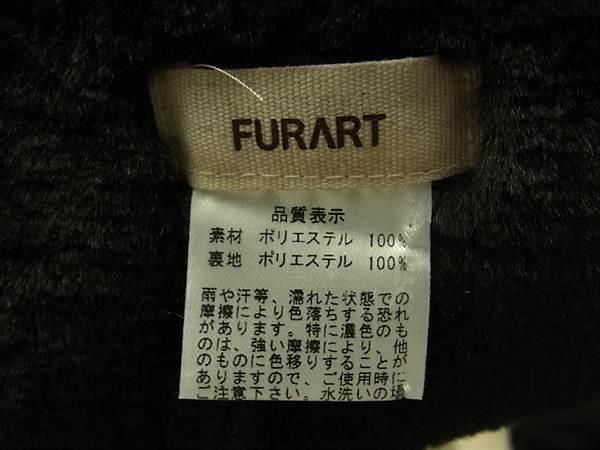 FURART
品質表示
素材 ポリエステル 100%
裏地 ポリエステル 100%
雨や汗等、濡れた状態での
摩擦により色落ちする恐れ
があります。特に濃色のも
のは、強い摩擦により、他
のものに色移りすることが
ありますので、ご使用時に
ご注意下さい。水洗いの場